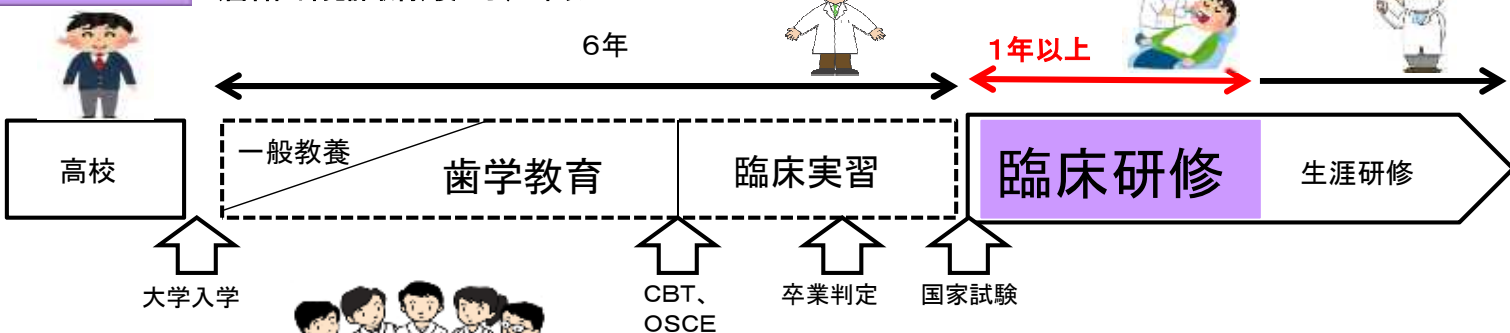 6年
1年以上
高校
一般教養
歯学教育
臨床実習
臨床研修
生涯研修
大学入学
CBT、
OSCE
卒業判定
国家試験